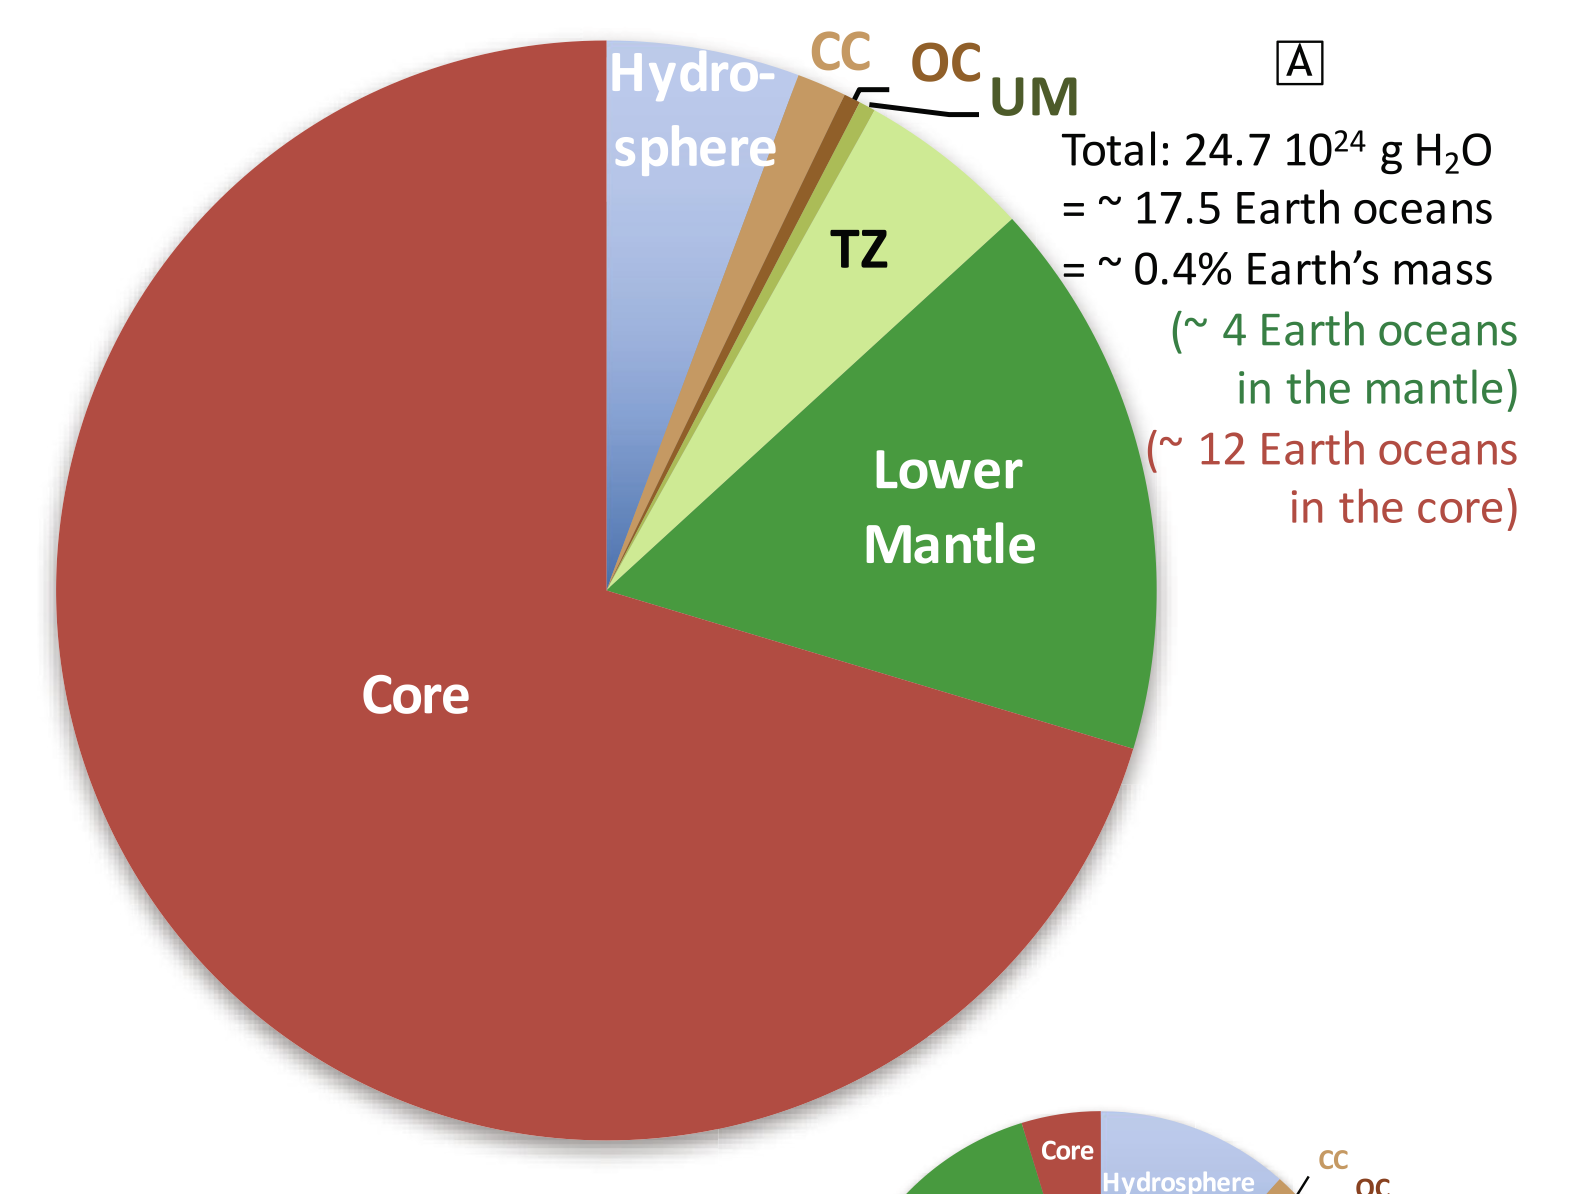 Hydro-
sphere
CC
OC
UM
A
Total: 24.7 10²⁴ g H₂O
= ~ 17.5 Earth oceans
= ~ 0.4% Earth’s mass
(~ 4 Earth oceans
in the mantle)
(~ 12 Earth oceans
in the core)
TZ
Lower
Mantle
Core
Core
Hydrosphere
CC
OC